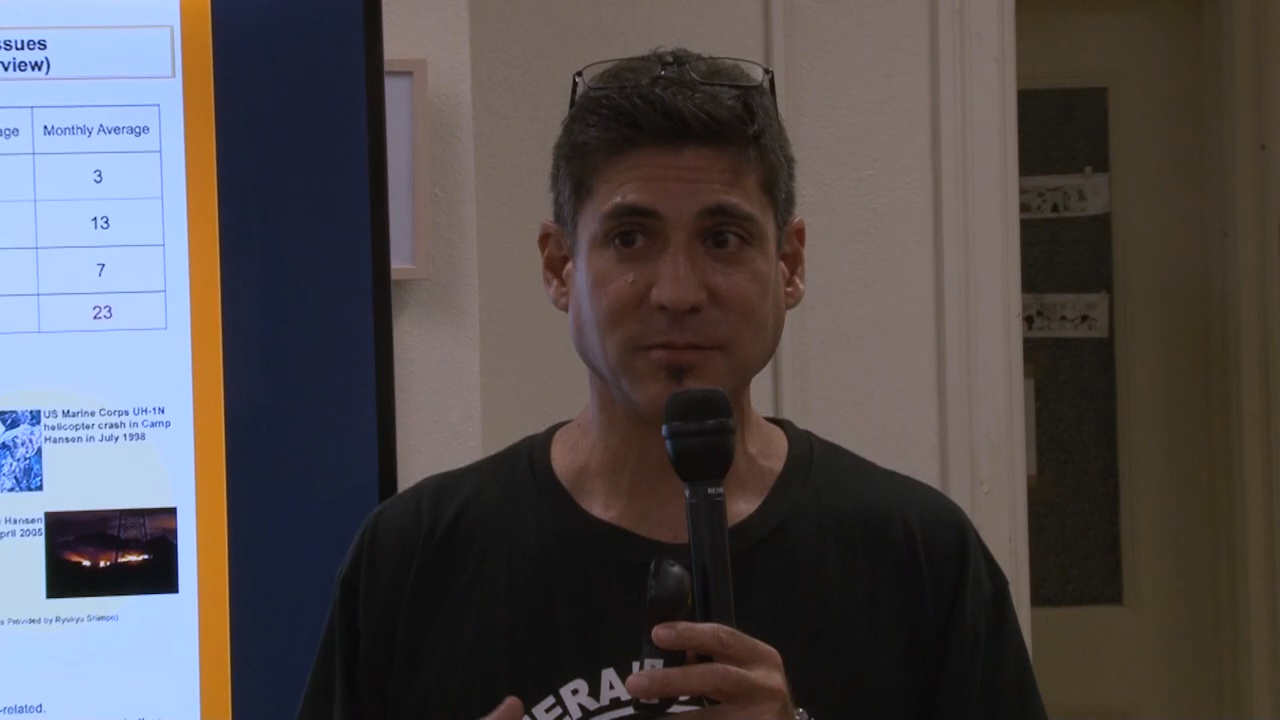 ssues
view)
age
Monthly Average
3
13
7
23
US Marine Corps UH-1N
helicopter crash in Camp
Hansen in July 1998
Hansen
pril 2005
s Provided by Ryukyu Shimpo)
-related.
ERA